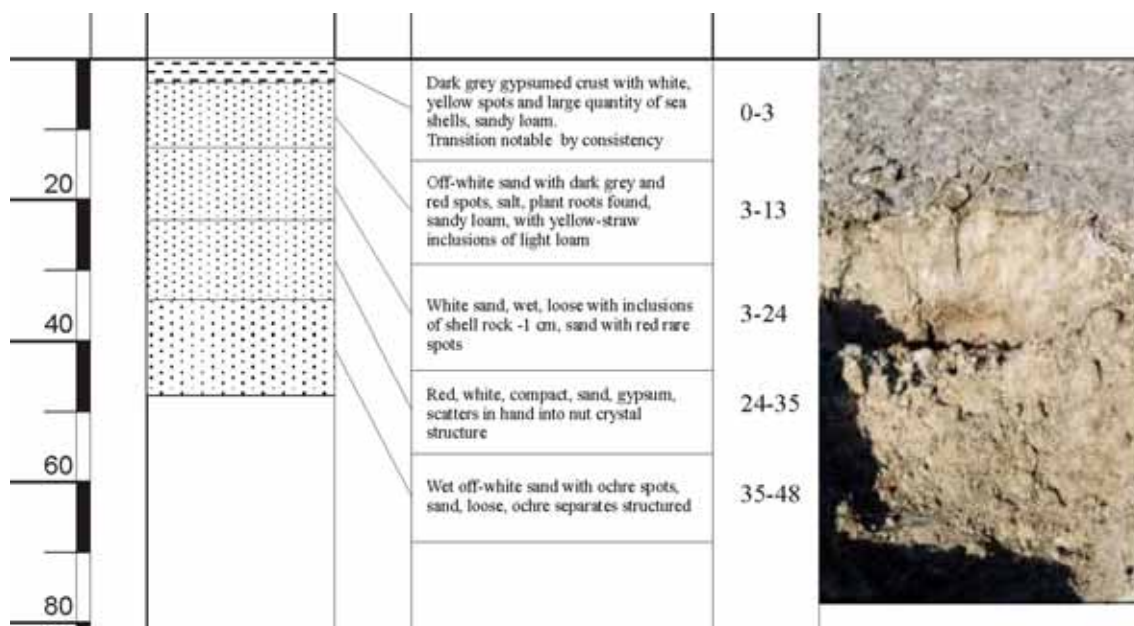 Dark grey gypsumed crust with white,
yellow spots and large quantity of sea
shells, sandy loam.
Transition notable by consistency
0-3
Off-white sand with dark grey and
red spots, salt, plant roots found,
sandy loam, with yellow-straw
inclusions of light loam
3-13
20
White sand, wet, loose with inclusions
of shell rock -1 cm, sand with red rare
spots
3-24
40
Red, white, compact, sand, gypsum,
scatters in hand into nut crystal
structure
24-35
60
Wet off-white sand with ochre spots,
sand, loose, ochre separates structured
35-48
80